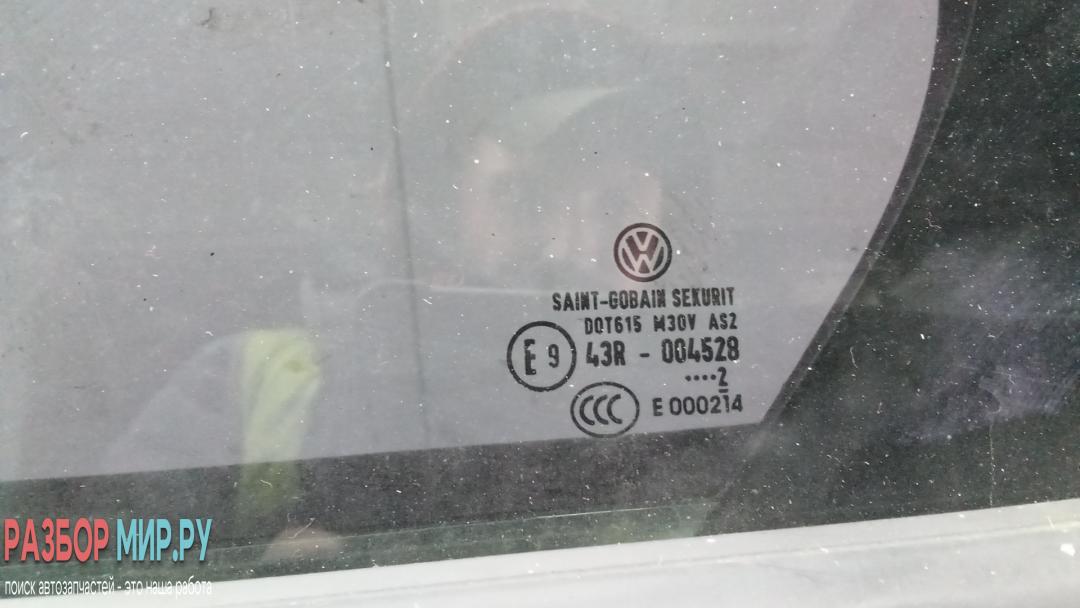 SAINT-GOBAIN SEKURIT
DOT615 M30V AS2
E 9 43R - 004528
....2
CCC E 000214
РАЗБОР МИР.РУ
поиск автозапчастей - это наша работа